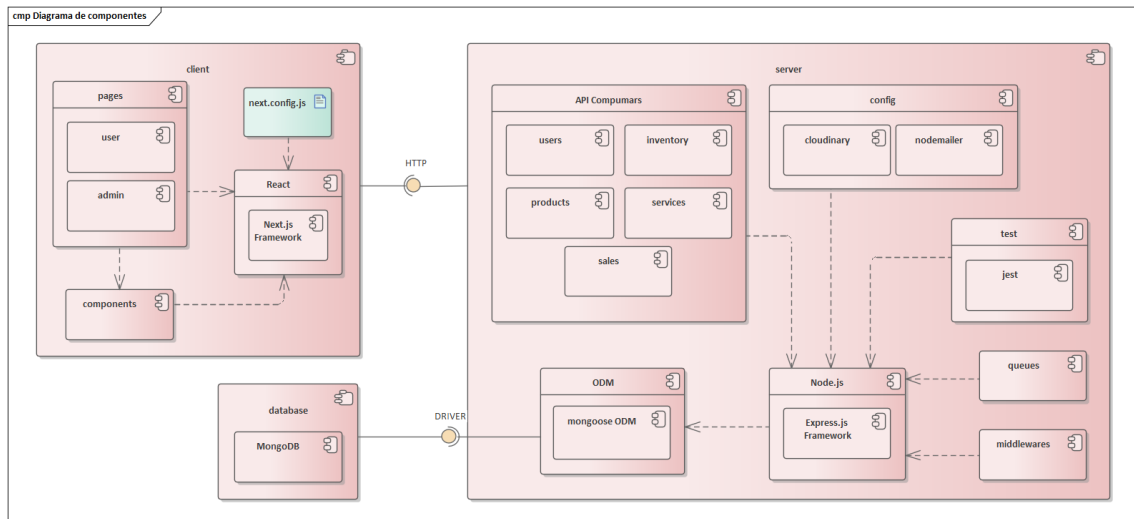 cmp Diagrama de componentes
client
pages
user
admin
next.config.js
React
Next.js
Framework
components
HTTP
server
API Compumars
users
inventory
products
services
sales
config
cloudinary
nodemailer
test
jest
queues
middlewares
Node.js
Express.js
Framework
ODM
mongoose ODM
DRIVER
database
MongoDB